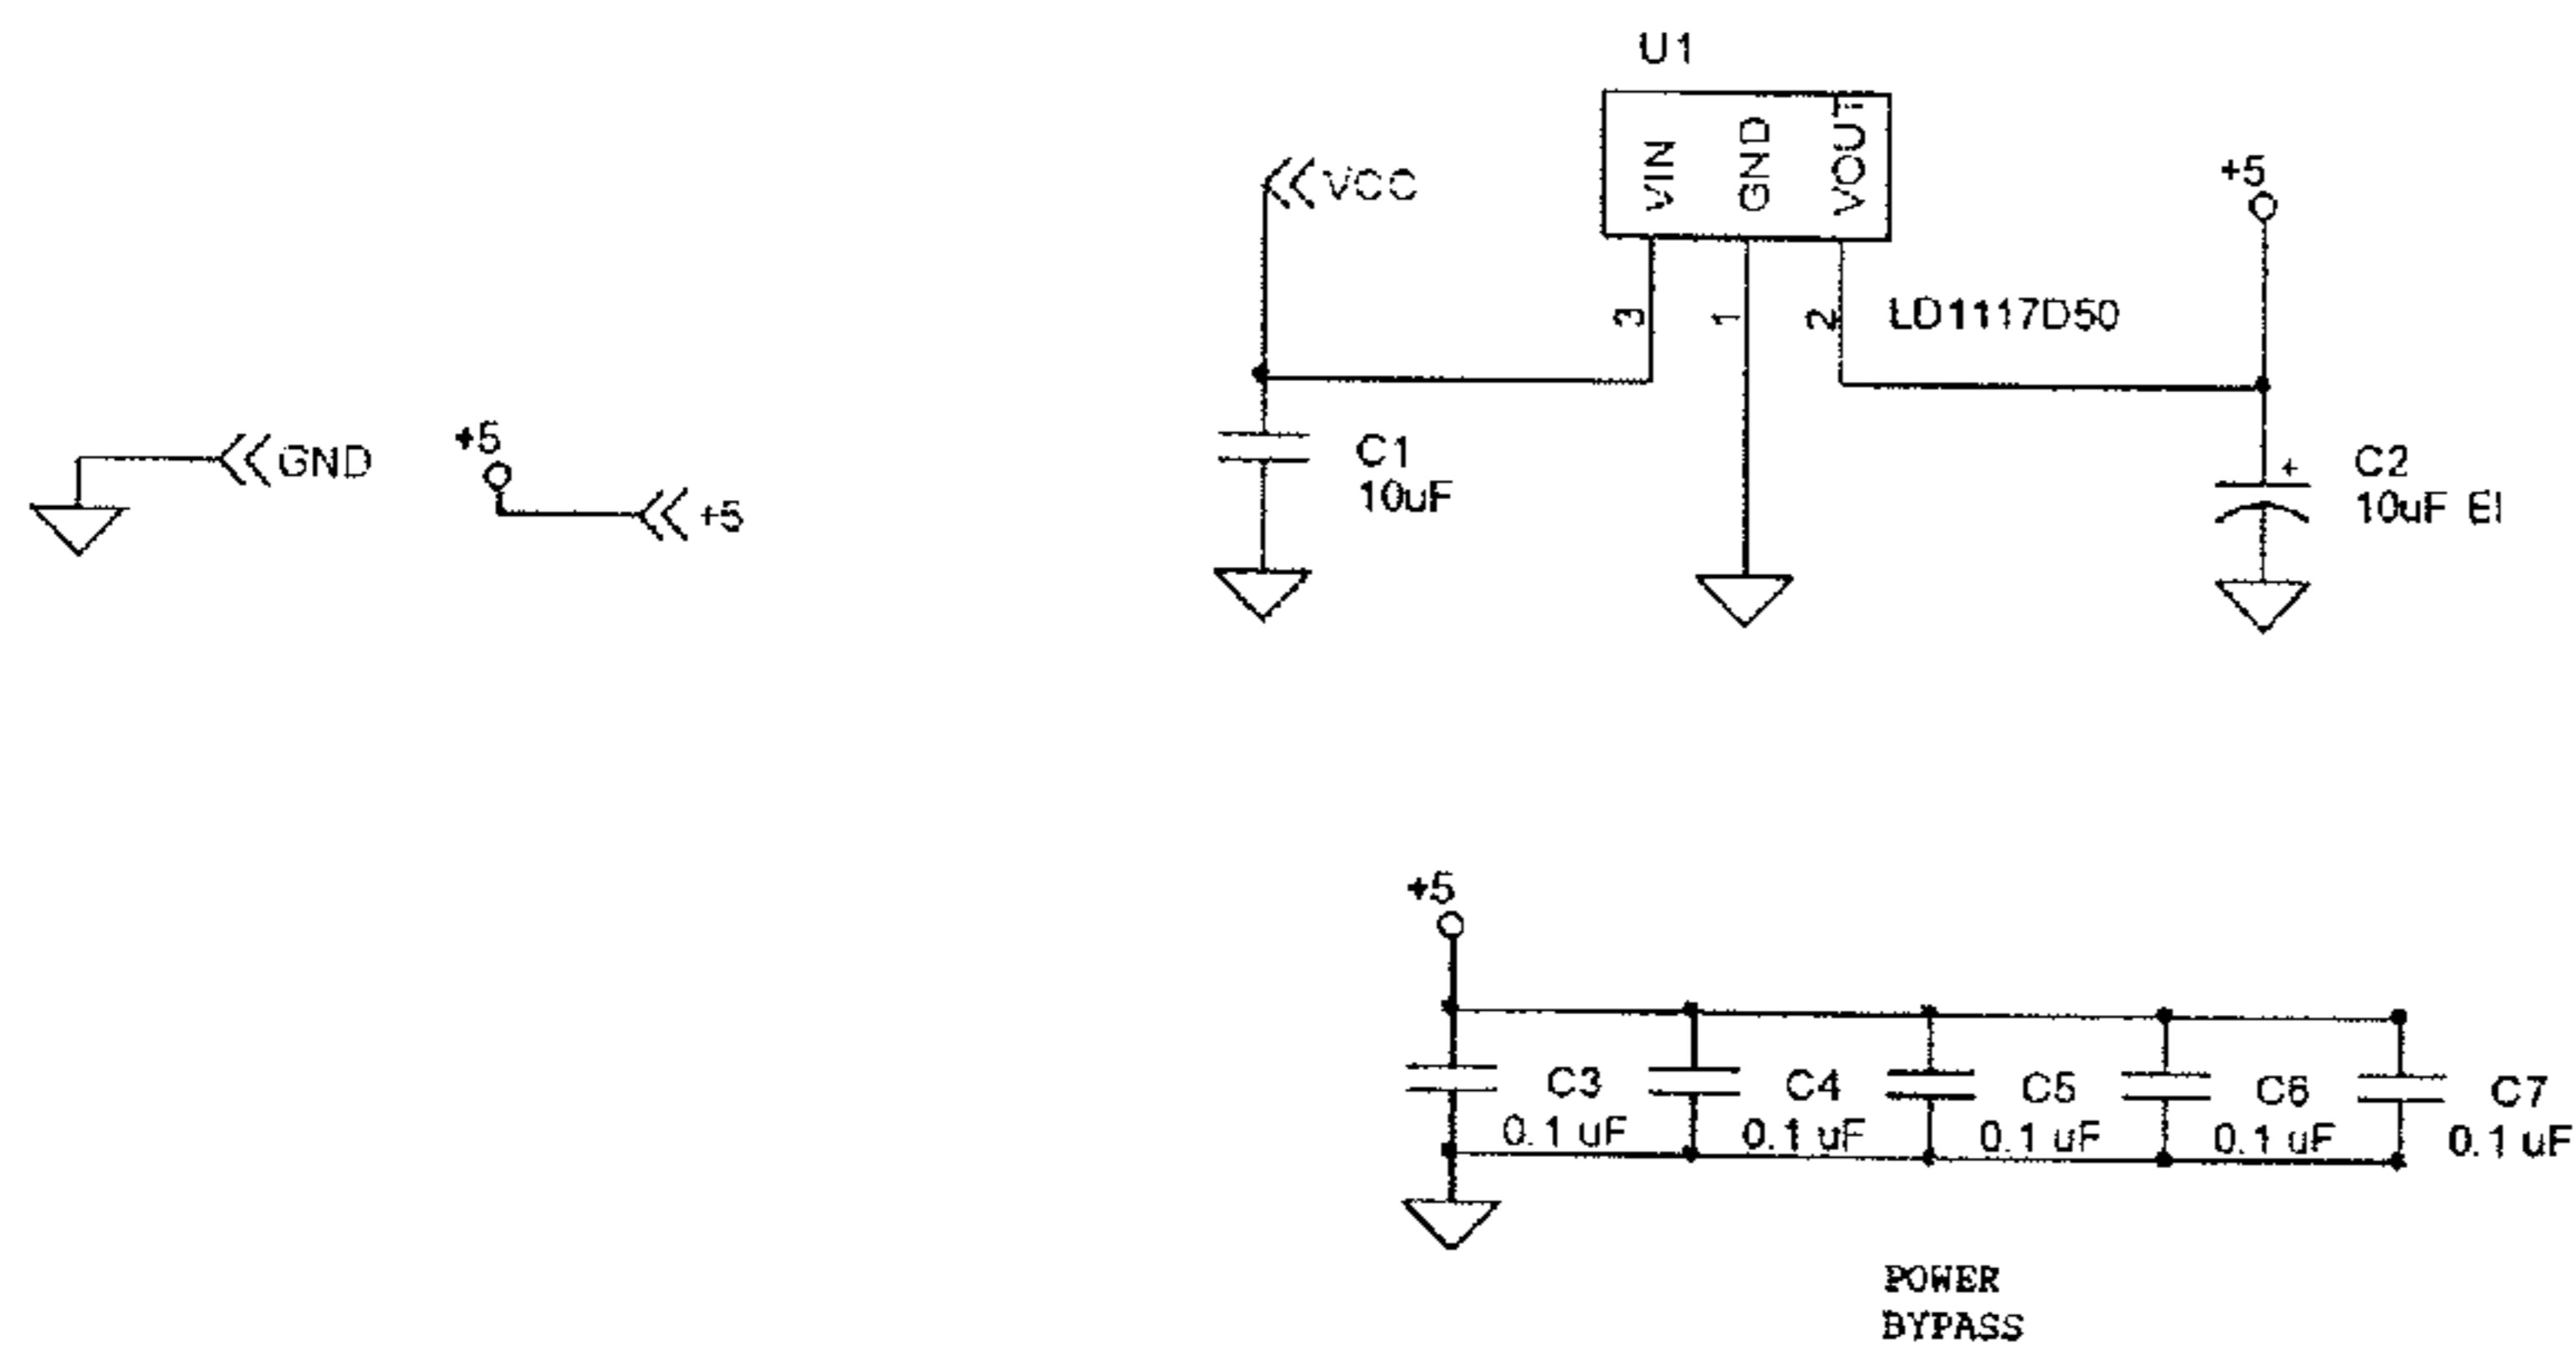 U1
VIN
GND
VOUT
VCC
+5
3
1
2
LD1117D50
+5
GND
+5
C1
10uF
+
C2
10uF El
+5
C3
0.1 uF
C4
0.1 uF
C5
0.1 uF
C6
0.1 uF
C7
0.1 uF
POWER
BYPASS